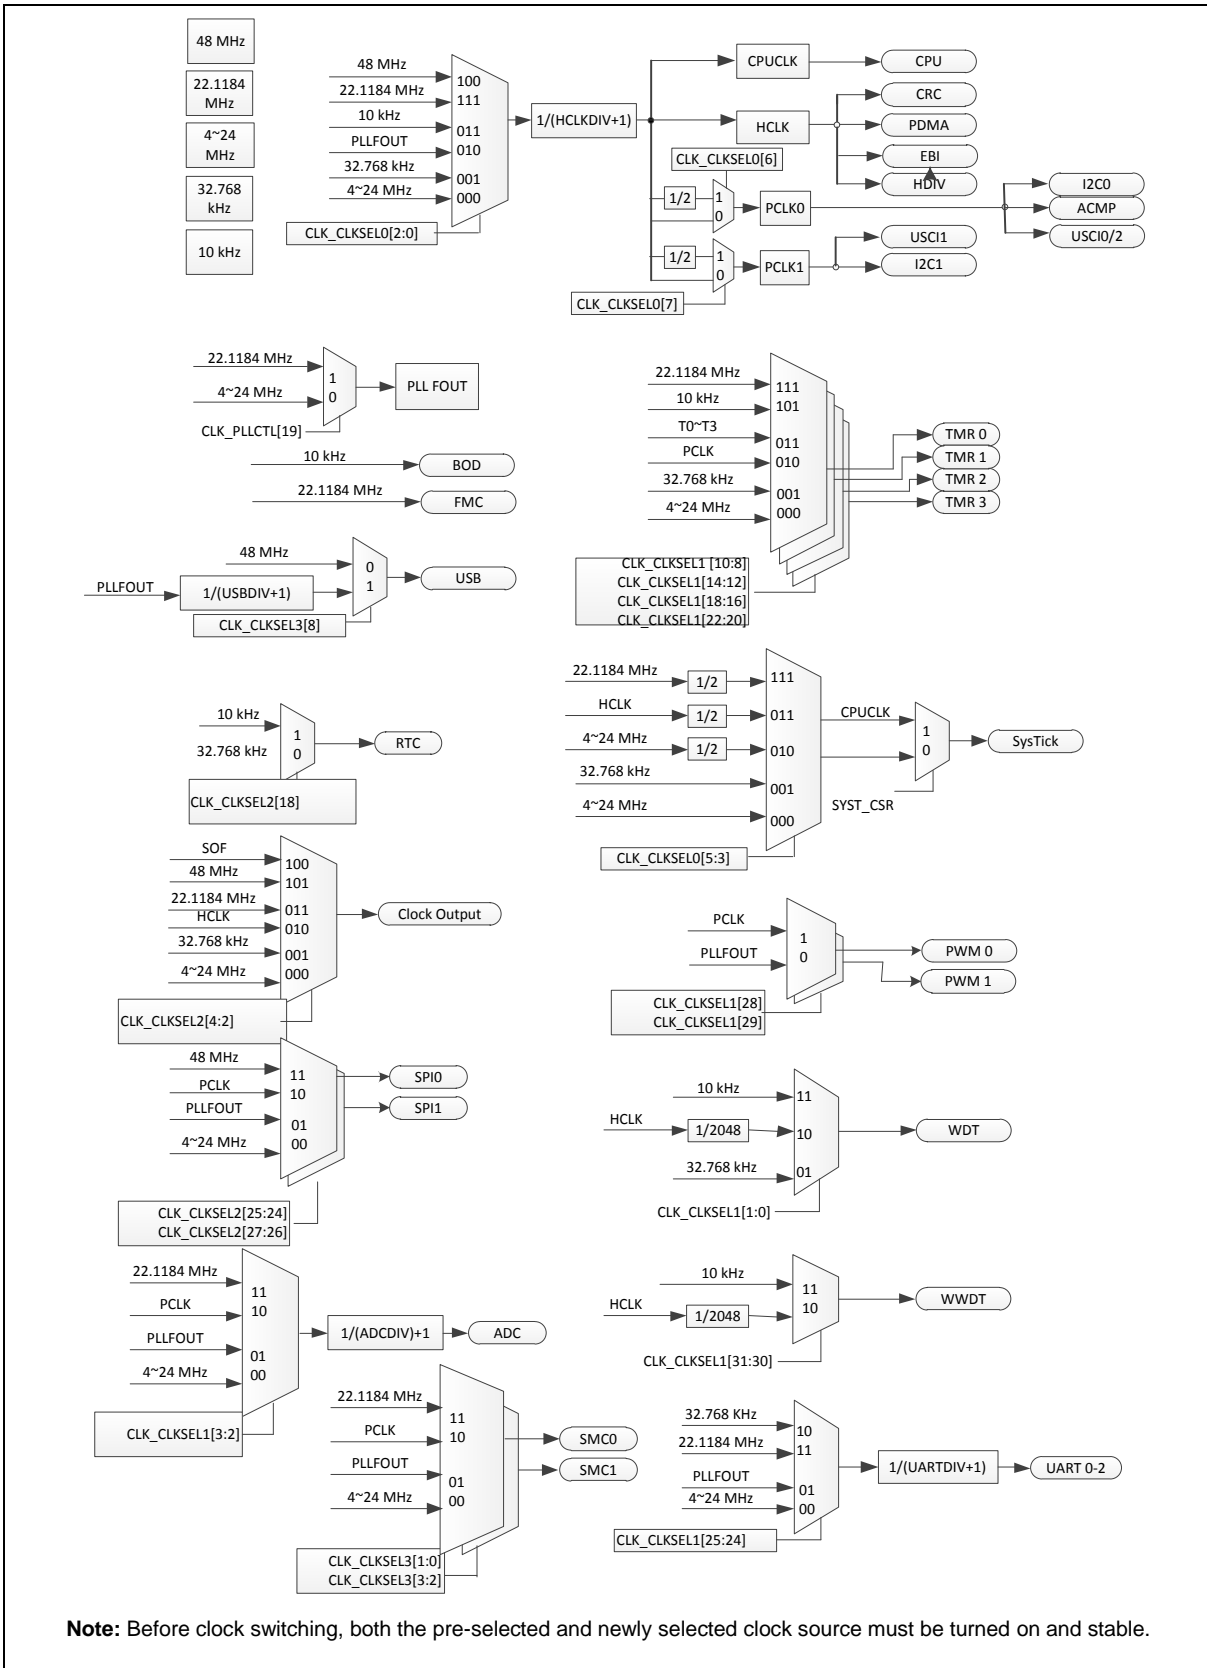 48 MHz
22.1184
MHz
4~24
MHz
32.768
kHz
10 kHz
48 MHz
22.1184 MHz
10 kHz
PLLFOUT
32.768 kHz
4~24 MHz
100
111
011
010
001
000
CLK_CLKSEL0[2:0]
1/(HCLKDIV+1)
CPUCLK
CPU
HCLK
CRC
PDMA
EBI
HDIV
CLK_CLKSEL0[6]
1/2
1
0
PCLK0
I2C0
ACMP
USCI0/2
1/2
1
0
PCLK1
USCI1
I2C1
CLK_CLKSEL0[7]
22.1184 MHz
4~24 MHz
1
0
PLL FOUT
CLK_PLLCTL[19]
10 kHz
BOD
22.1184 MHz
FMC
48 MHz
PLLFOUT
1/(USBDIV+1)
0
1
USB
CLK_CLKSEL3[8]
22.1184 MHz
10 kHz
T0~T3
PCLK
32.768 kHz
4~24 MHz
111
101
011
010
001
000
TMR 0
TMR 1
TMR 2
TMR 3
CLK_CLKSEL1 [10:8]
CLK_CLKSEL1[14:12]
CLK_CLKSEL1[18:16]
CLK_CLKSEL1[22:20]
10 kHz
32.768 kHz
1
0
RTC
CLK_CLKSEL2[18]
22.1184 MHz
1/2
HCLK
1/2
4~24 MHz
1/2
32.768 kHz
4~24 MHz
111
011
010
001
000
CPUCLK
1
0
SysTick
SYST_CSR
CLK_CLKSEL0[5:3]
SOF
48 MHz
22.1184 MHz
HCLK
32.768 kHz
4~24 MHz
100
101
011
010
001
000
Clock Output
CLK_CLKSEL2[4:2]
PCLK
PLLFOUT
1
0
PWM 0
PWM 1
CLK_CLKSEL1[28]
CLK_CLKSEL1[29]
48 MHz
PCLK
PLLFOUT
4~24 MHz
11
10
01
00
SPI0
SPI1
CLK_CLKSEL2[25:24]
CLK_CLKSEL2[27:26]
10 kHz
HCLK
1/2048
32.768 kHz
11
10
01
WDT
CLK_CLKSEL1[1:0]
22.1184 MHz
PCLK
PLLFOUT
4~24 MHz
11
10
01
00
1/(ADCDIV)+1
ADC
CLK_CLKSEL1[3:2]
10 kHz
HCLK
1/2048
11
10
WWDT
CLK_CLKSEL1[31:30]
22.1184 MHz
PCLK
PLLFOUT
4~24 MHz
11
10
01
00
SMC0
SMC1
CLK_CLKSEL3[1:0]
CLK_CLKSEL3[3:2]
32.768 KHz
22.1184 MHz
PLLFOUT
4~24 MHz
10
11
01
00
1/(UARTDIV+1)
UART 0-2
CLK_CLKSEL1[25:24]
Note: Before clock switching, both the pre-selected and newly selected clock source must be turned on and stable.